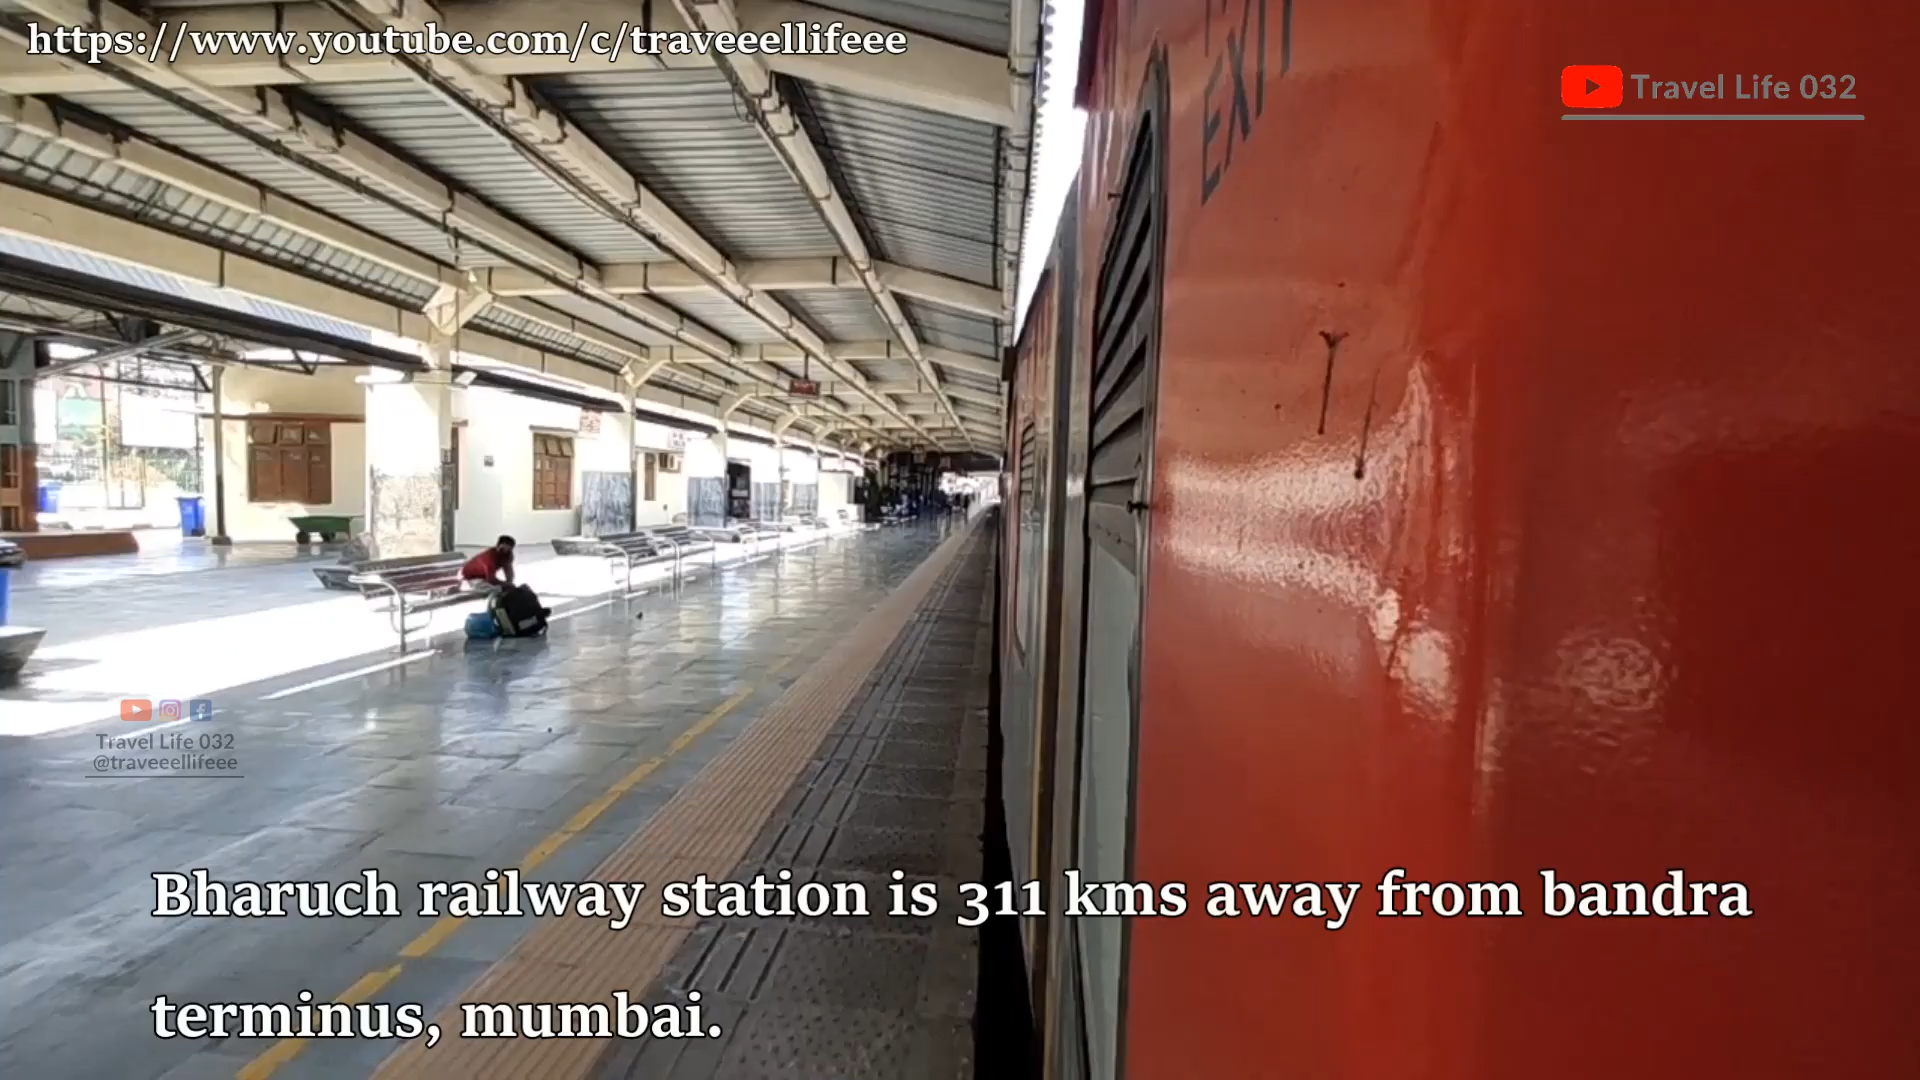 https://www.youtube.com/c/traveeellifeee
EXIT
Travel Life 032
Travel Life 032
@traveeellifeee
Bharuch railway station is 311 kms away from bandra
terminus, mumbai.